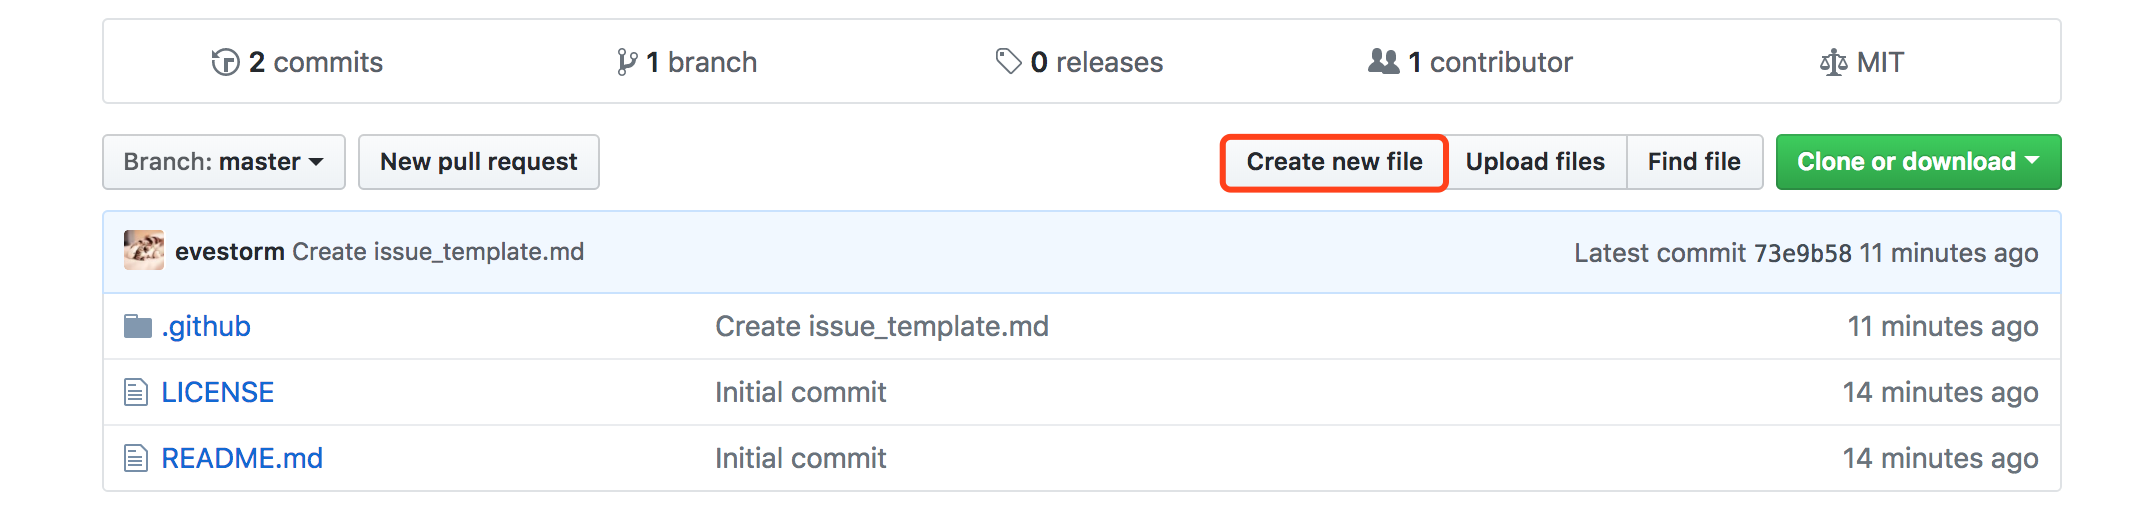 2 commits 1 branch 0 releases 1 contributor MIT
Branch: master New pull request Create new file Upload files Find file Clone or download
evestorm Create issue_template.md Latest commit 73e9b58 11 minutes ago
.github Create issue_template.md 11 minutes ago
LICENSE Initial commit 14 minutes ago
README.md Initial commit 14 minutes ago